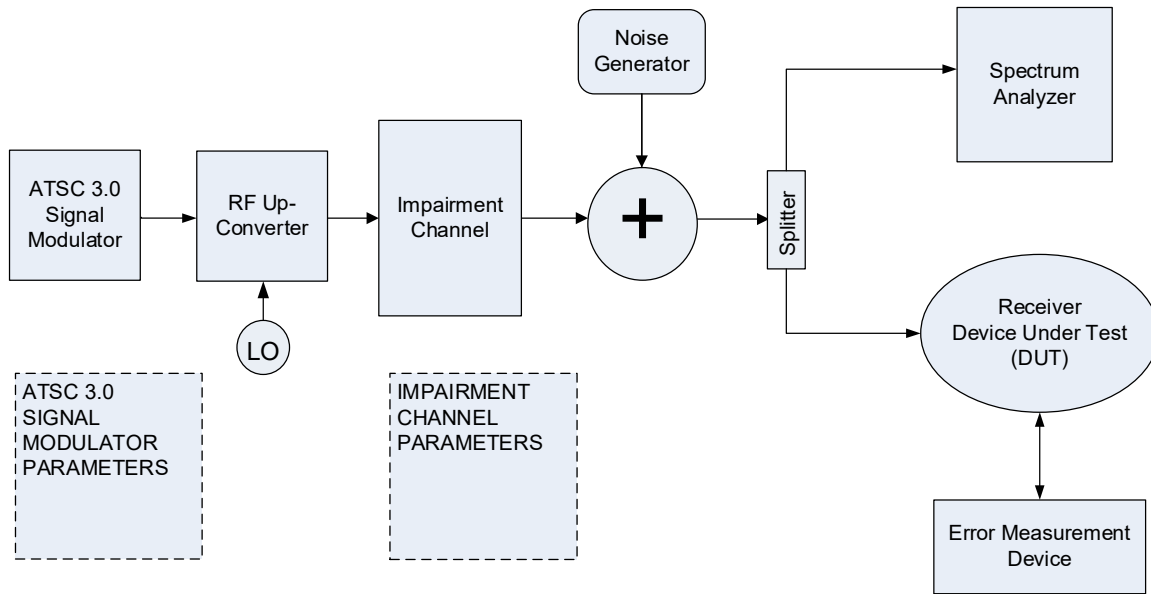 Noise
Generator
Spectrum
Analyzer
ATSC 3.0
Signal
Modulator
RF Up-
Converter
Impairment
Channel
+
Splitter
LO
Receiver
Device Under Test
(DUT)
ATSC 3.0
SIGNAL
MODULATOR
PARAMETERS
IMPAIRMENT
CHANNEL
PARAMETERS
Error Measurement
Device